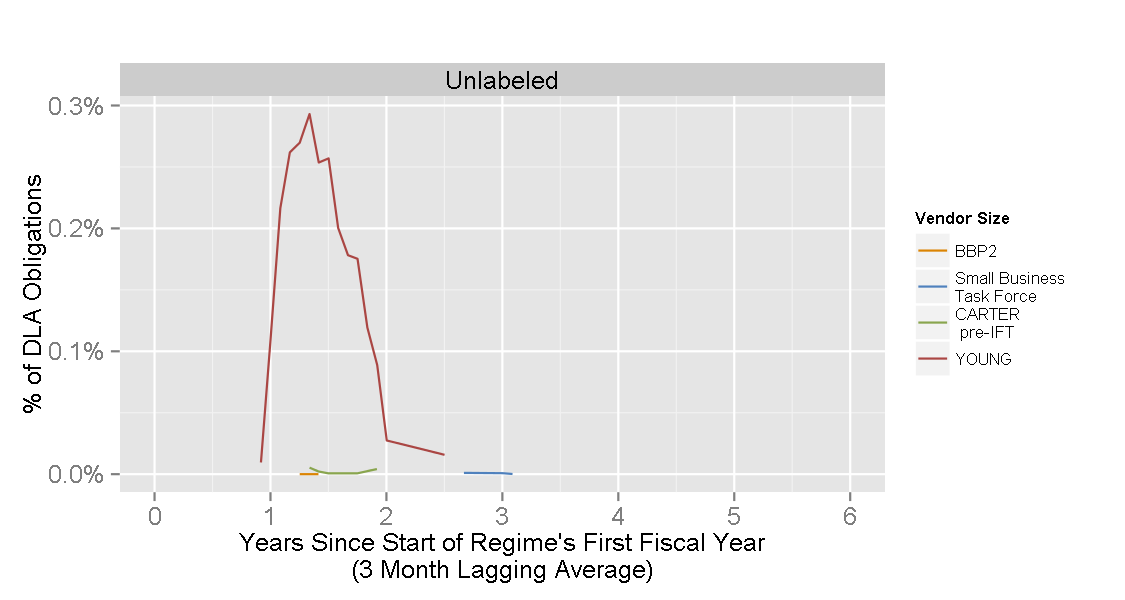 Unlabeled
0.3%
0.2%
0.1%
0.0%
% of DLA Obligations
0 1 2 3 4 5 6
Years Since Start of Regime's First Fiscal Year
(3 Month Lagging Average)
Vendor Size
BBP2
Small Business
Task Force
CARTER
pre-IFT
YOUNG